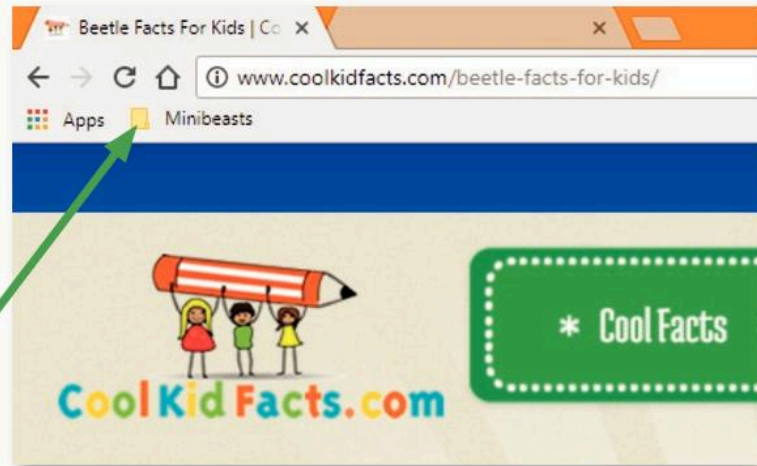 Beetle Facts For Kids | Co
www.coolkidfacts.com/beetle-facts-for-kids/
Apps Minibeasts
* Cool Facts
Cool Kid Facts.com